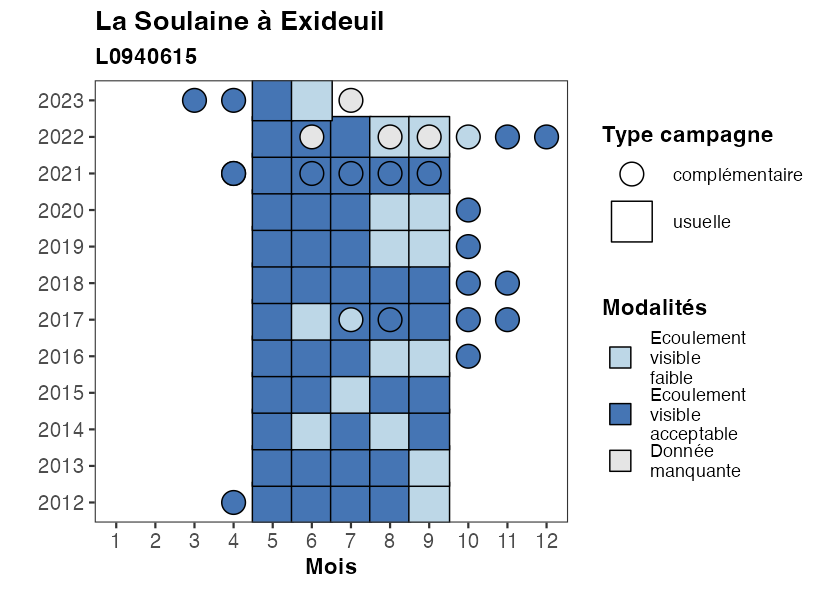 La Soulaine à Exideuil
L0940615
2023
2022
2021
2020
2019
2018
2017
2016
2015
2014
2013
2012
1 2 3 4 5 6 7 8 9 10 11 12
Mois
Type campagne
complémentaire
usuelle
Modalités
Ecoulement
visible
faible
Ecoulement
visible
acceptable
Donnée
manquante